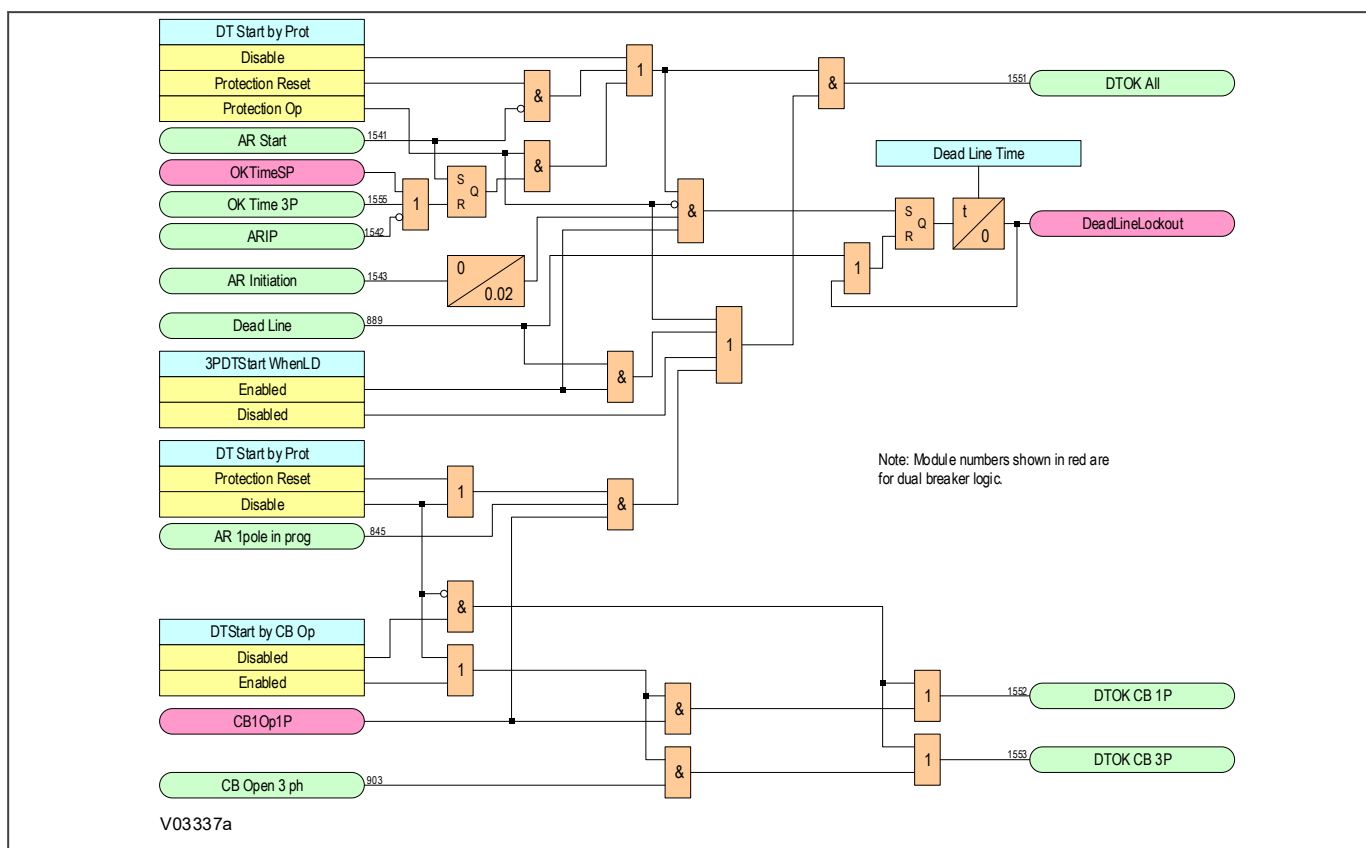 DT Start by Prot
Disable
Protection Reset
Protection Op
AR Start
1541
OKTimeSP
OK Time 3P
1555
ARIP
1542
AR Initiation
1543
Dead Line
889
3PDTStart WhenLD
Enabled
Disabled
DT Start by Prot
Protection Reset
Disable
AR 1pole in prog
845
DTStart by CB Op
Disabled
Enabled
CB1Op1P
CB Open 3 ph
903
&
&
1
S
Q
R
1
0
0.02
&
&
1
1
&
&
1
&
&
&
1551
DTOK All
Dead Line Time
S
Q
R
t
0
1
DeadLineLockout
Note: Module numbers shown in red are
for dual breaker logic.
1
1552
DTOK CB 1P
1
1553
DTOK CB 3P
V03337a